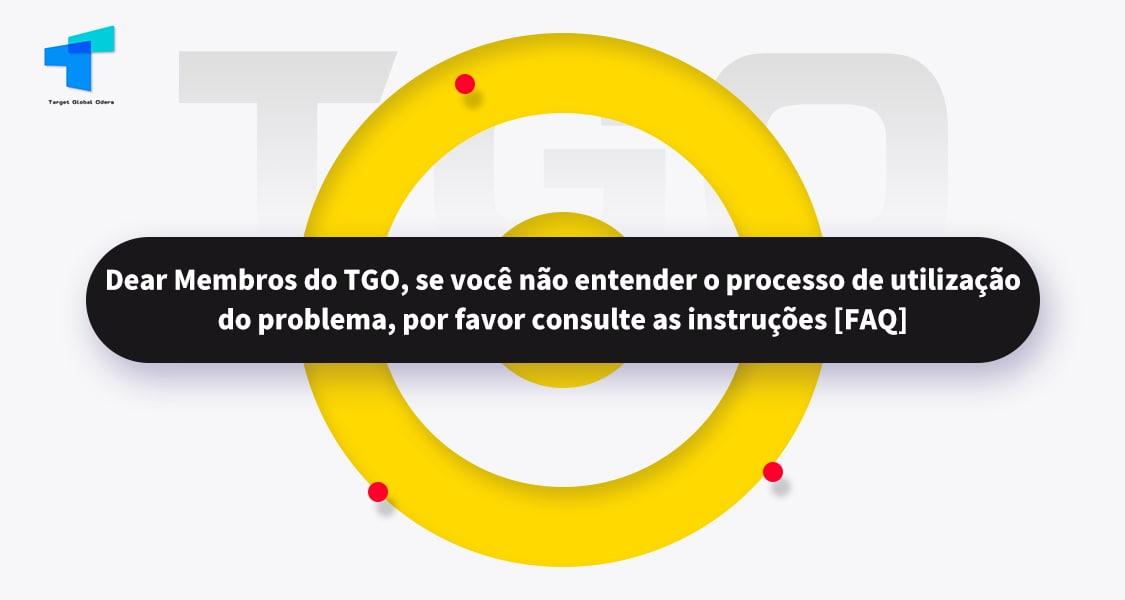 Target Global Oders
TGO
Dear Membros do TGO, se você não entender o processo de utilização
do problema, por favor consulte as instruções [FAQ]